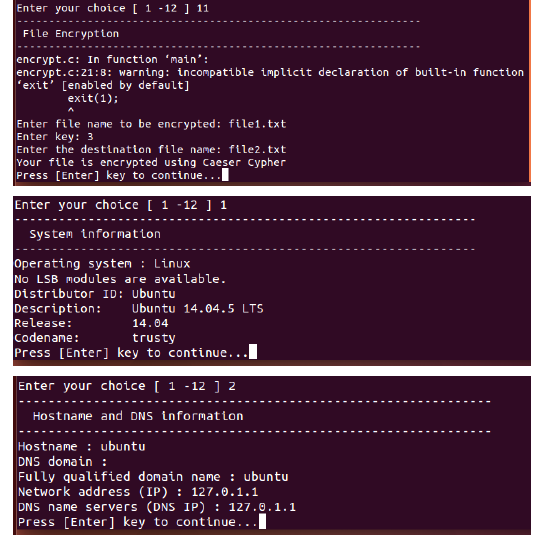 Enter your choice [ 1 -12 ] 11
---------------------------------------------------------------
File Encryption
---------------------------------------------------------------
encrypt.c: In function ‘main’:
encrypt.c:21:8: warning: incompatible implicit declaration of built-in function
‘exit’ [enabled by default]
exit(1);
^
Enter file name to be encrypted: file1.txt
Enter key: 3
Enter the destination file name: file2.txt
Your file is encrypted using Caeser Cypher
Press [Enter] key to continue...
Enter your choice [ 1 -12 ] 1
---------------------------------------------------------------
System information
---------------------------------------------------------------
Operating system : Linux
No LSB modules are available.
Distributor ID: Ubuntu
Description: Ubuntu 14.04.5 LTS
Release: 14.04
Codename: trusty
Press [Enter] key to continue...
Enter your choice [ 1 -12 ] 2
---------------------------------------------------------------
Hostname and DNS information
---------------------------------------------------------------
Hostname : ubuntu
DNS domain :
Fully qualified domain name : ubuntu
Network address (IP) : 127.0.1.1
DNS name servers (DNS IP) : 127.0.1.1
Press [Enter] key to continue...